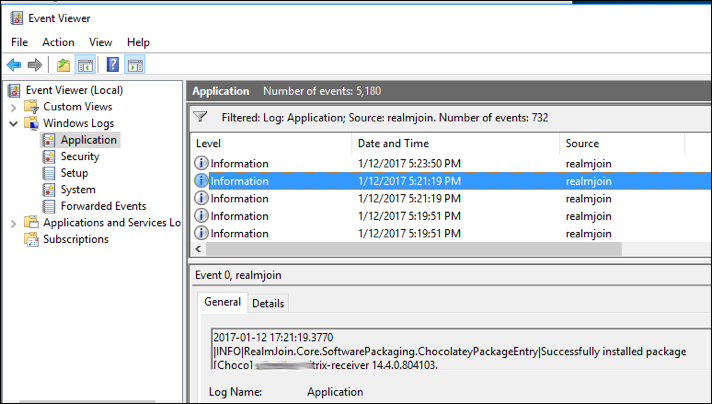 Event Viewer
File Action View Help
Event Viewer (Local)
Custom Views
Windows Logs
Application
Security
Setup
System
Forwarded Events
Applications and Services Lo
Subscriptions
Application Number of events: 5,180
Filtered: Log: Application; Source: realmjoin. Number of events: 732
Level Date and Time Source
Information 1/12/2017 5:23:50 PM realmjoin
Information 1/12/2017 5:21:19 PM realmjoin
Information 1/12/2017 5:21:19 PM realmjoin
Information 1/12/2017 5:19:51 PM realmjoin
Information 1/12/2017 5:19:51 PM realmjoin
Event 0, realmjoin
General Details
2017-01-12 17:21:19.3770
|INFO|RealmJoin.Core.SoftwarePackaging.ChocolateyPackageEntry|Successfully installed package
[Choco] trix-receiver 14.4.0.804103.
Log Name: Application